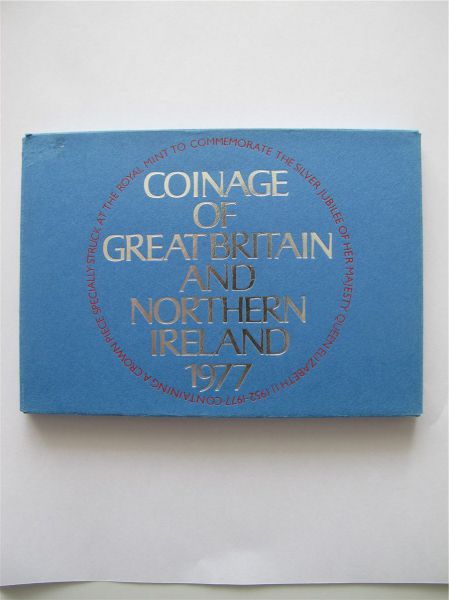 COINAGE
OF
GREAT BRITAIN
AND
NORTHERN
IRELAND
1977
CONTAINING A CROWN PIECE SPECIALLY STRUCK AT THE ROYAL MINT TO COMMEMORATE THE SILVER JUBILEE OF HER MAJESTY QUEEN ELIZABETH II 1952-1977